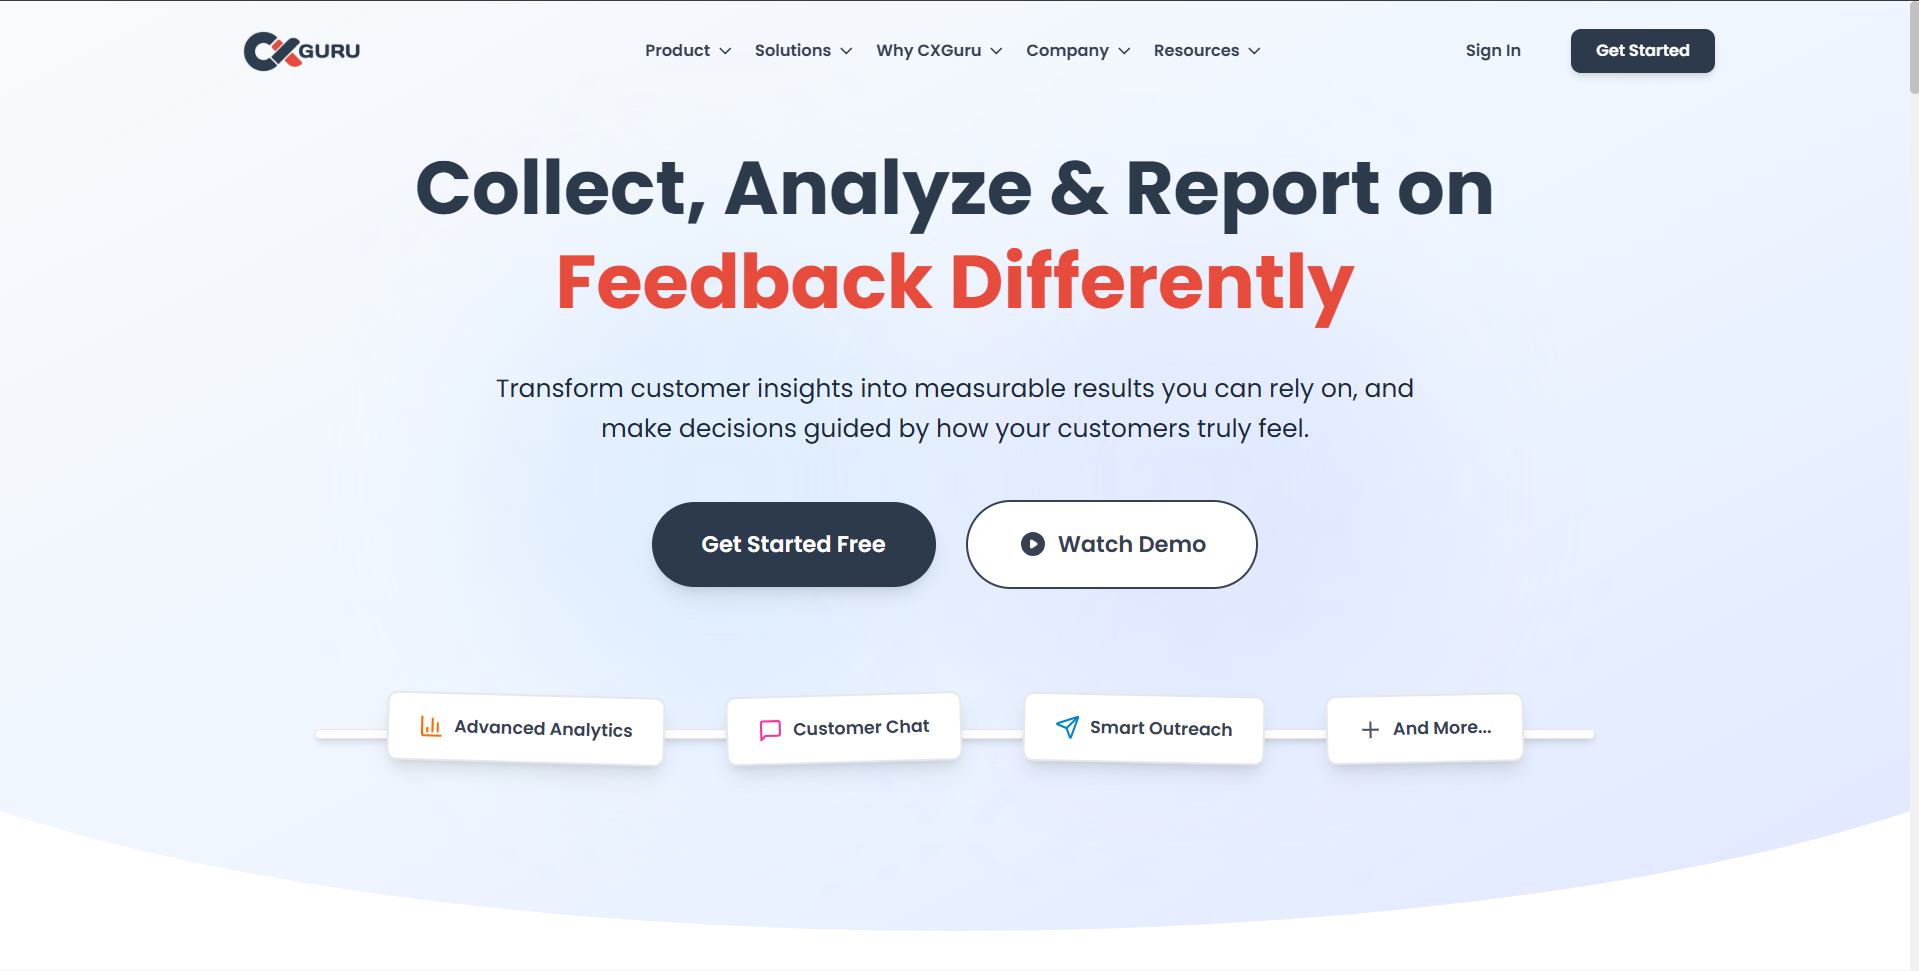 CXGURU
Product
Solutions
Why CXGuru
Company
Resources
Sign In
Get Started
Collect, Analyze & Report on
Feedback Differently
Transform customer insights into measurable results you can rely on, and
make decisions guided by how your customers truly feel.
Get Started Free
Watch Demo
Advanced Analytics
Customer Chat
Smart Outreach
And More...